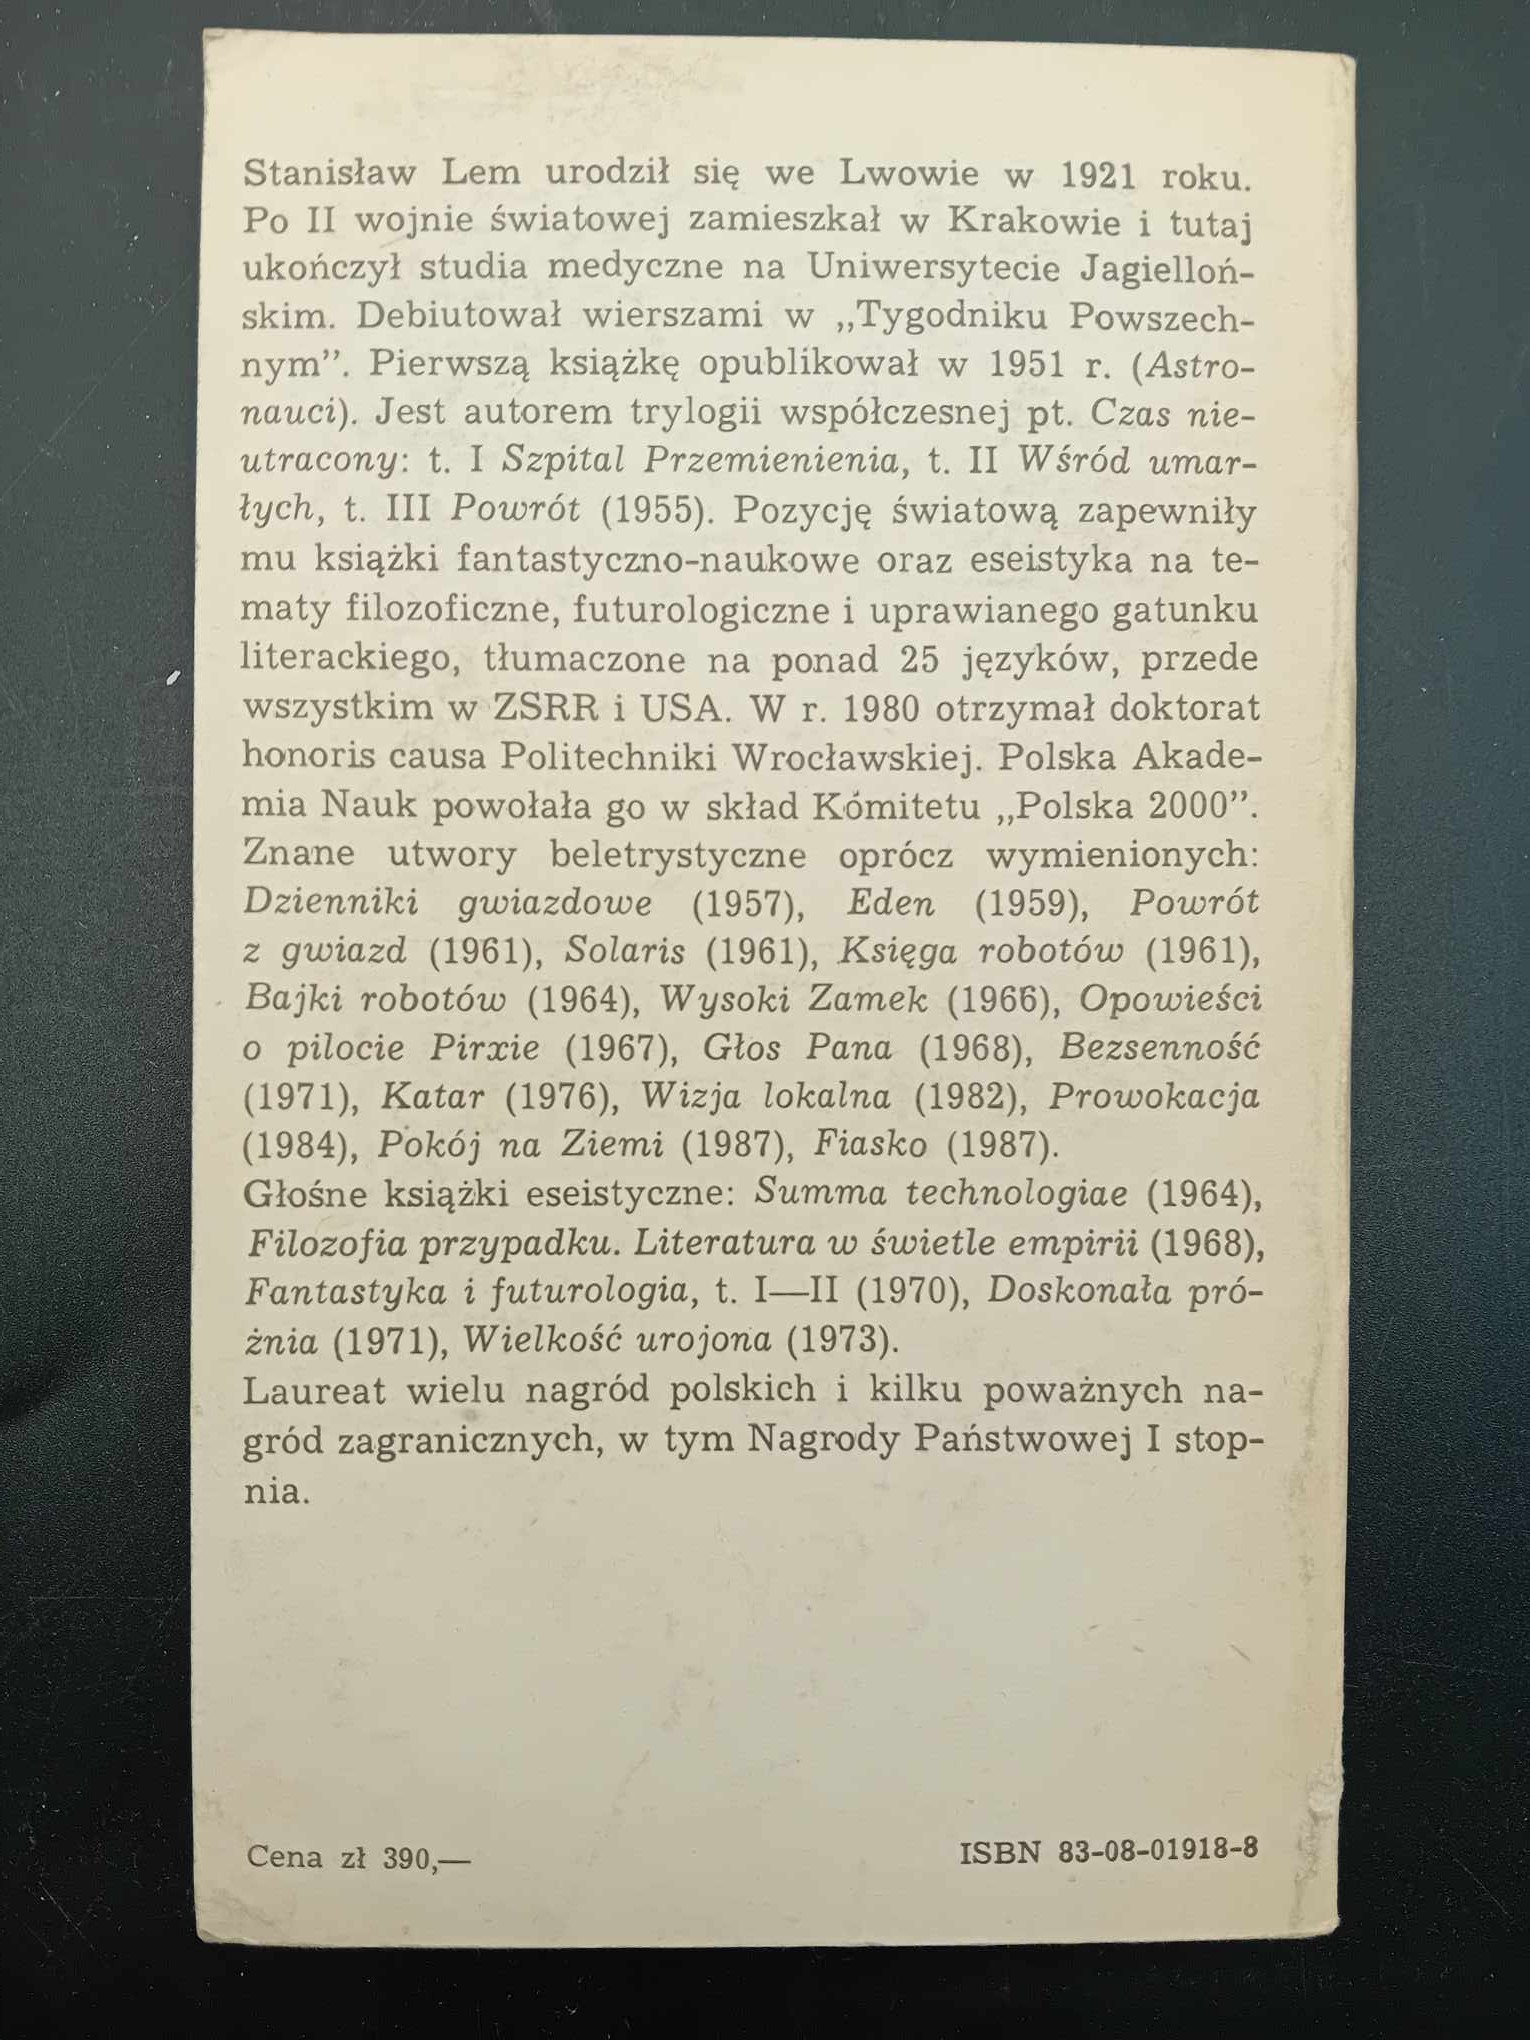 Stanisław Lem urodził się we Lwowie w 1921 roku.
Po II wojnie światowej zamieszkał w Krakowie i tutaj
ukończył studia medyczne na Uniwersytecie Jagielloń-
skim. Debiutował wierszami w „Tygodniku Powszech-
nym”. Pierwszą książkę opublikował w 1951 r. (Astro-
nauci). Jest autorem trylogii współczesnej pt. Czas nie-
utracony: t. I Szpital Przemienienia, t. II Wśród umar-
łych, t. III Powrót (1955). Pozycję światową zapewniły
mu książki fantastyczno-naukowe oraz eseistyka na te-
maty filozoficzne, futurologiczne i uprawianego gatunku
literackiego, tłumaczone na ponad 25 języków, przede
wszystkim w ZSRR i USA. W r. 1980 otrzymał doktorat
honoris causa Politechniki Wrocławskiej. Polska Akade-
mia Nauk powołała go w skład Kómitetu „Polska 2000”.
Znane utwory beletrystyczne oprócz wymienionych:
Dzienniki gwiazdowe (1957), Eden (1959), Powrót
z gwiazd (1961), Solaris (1961), Księga robotów (1961),
Bajki robotów (1964), Wysoki Zamek (1966), Opowieści
o pilocie Pirxie (1967), Głos Pana (1968), Bezsenność
(1971), Katar (1976), Wizja lokalna (1982), Prowokacja
(1984), Pokój na Ziemi (1987), Fiasko (1987).
Głośne książki eseistyczne: Summa technologiae (1964),
Filozofia przypadku. Literatura w świetle empirii (1968),
Fantastyka i futurologia, t. I—II (1970), Doskonała pró-
żnia (1971), Wielkość urojona (1973).
Laureat wielu nagród polskich i kilku poważnych na-
gród zagranicznych, w tym Nagrody Państwowej I stop-
nia.
Cena zł 390,—
ISBN 83-08-01918-8